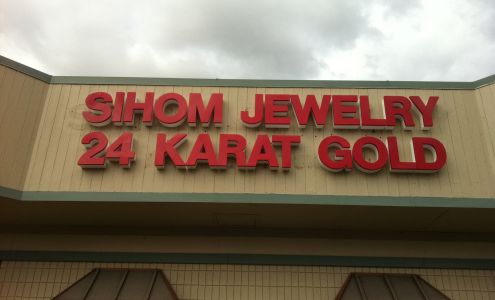 SIHOM JEWELRY
24 KARAT GOLD